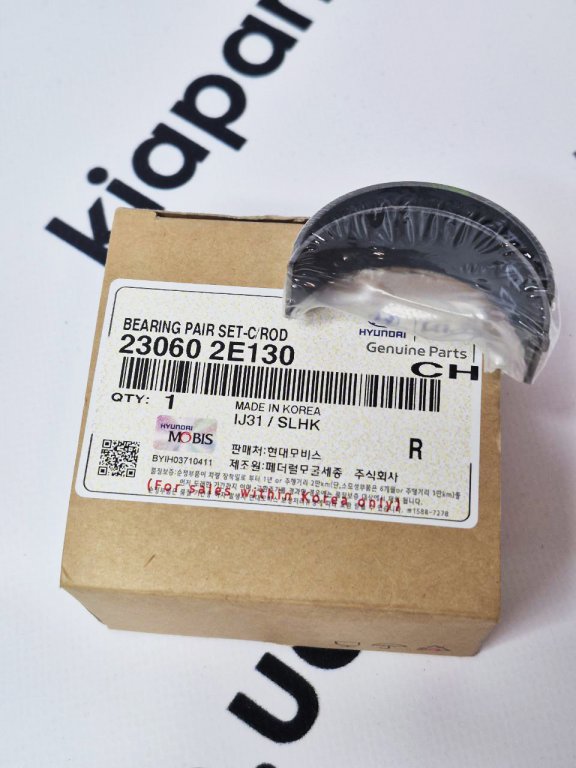 kiapan
BEARING PAIR SET-C/ROD
23060 2E130
HYUNDAI
Genuine Parts
CH
QTY: 1
MADE IN KOREA
IJ31 / SLHK
R
HYUNDAI
MOBIS
BYIH03710411
판매처:현대모비스
제조원:페더럴모굴세종 주식회사
(For sales within Korea only)
☎1588-7278